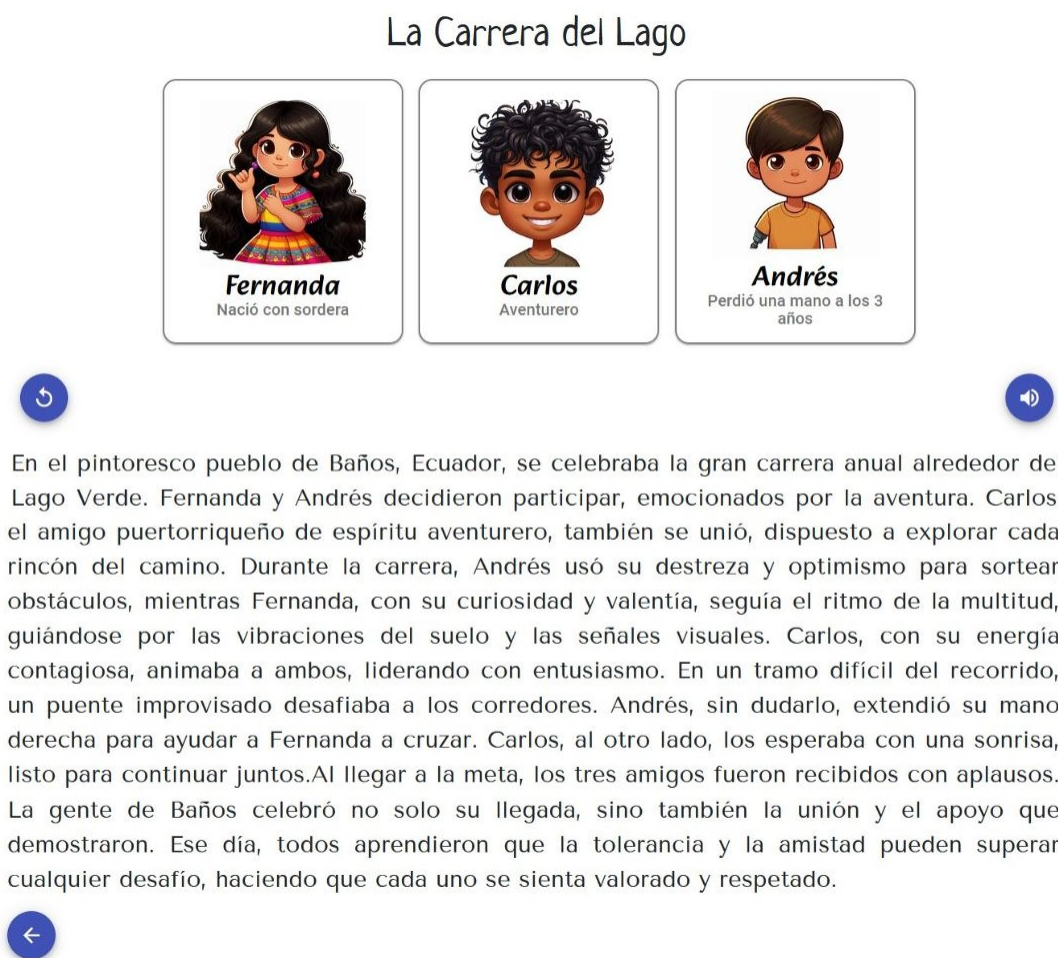 La Carrera del Lago
Fernanda
Nació con sordera
Carlos
Aventurero
Andrés
Perdió una mano a los 3
años
En el pintoresco pueblo de Baños, Ecuador, se celebraba la gran carrera anual alrededor de
Lago Verde. Fernanda y Andrés decidieron participar, emocionados por la aventura. Carlos
el amigo puertorriqueño de espíritu aventurero, también se unió, dispuesto a explorar cada
rincón del camino. Durante la carrera, Andrés usó su destreza y optimismo para sortear
obstáculos, mientras Fernanda, con su curiosidad y valentía, seguía el ritmo de la multitud,
guiándose por las vibraciones del suelo y las señales visuales. Carlos, con su energía
contagiosa, animaba a ambos, liderando con entusiasmo. En un tramo difícil del recorrido,
un puente improvisado desafiaba a los corredores. Andrés, sin dudarlo, extendió su mano
derecha para ayudar a Fernanda a cruzar. Carlos, al otro lado, los esperaba con una sonrisa,
listo para continuar juntos.Al llegar a la meta, los tres amigos fueron recibidos con aplausos.
La gente de Baños celebró no solo su llegada, sino también la unión y el apoyo que
demostraron. Ese día, todos aprendieron que la tolerancia y la amistad pueden superar
cualquier desafío, haciendo que cada uno se sienta valorado y respetado.